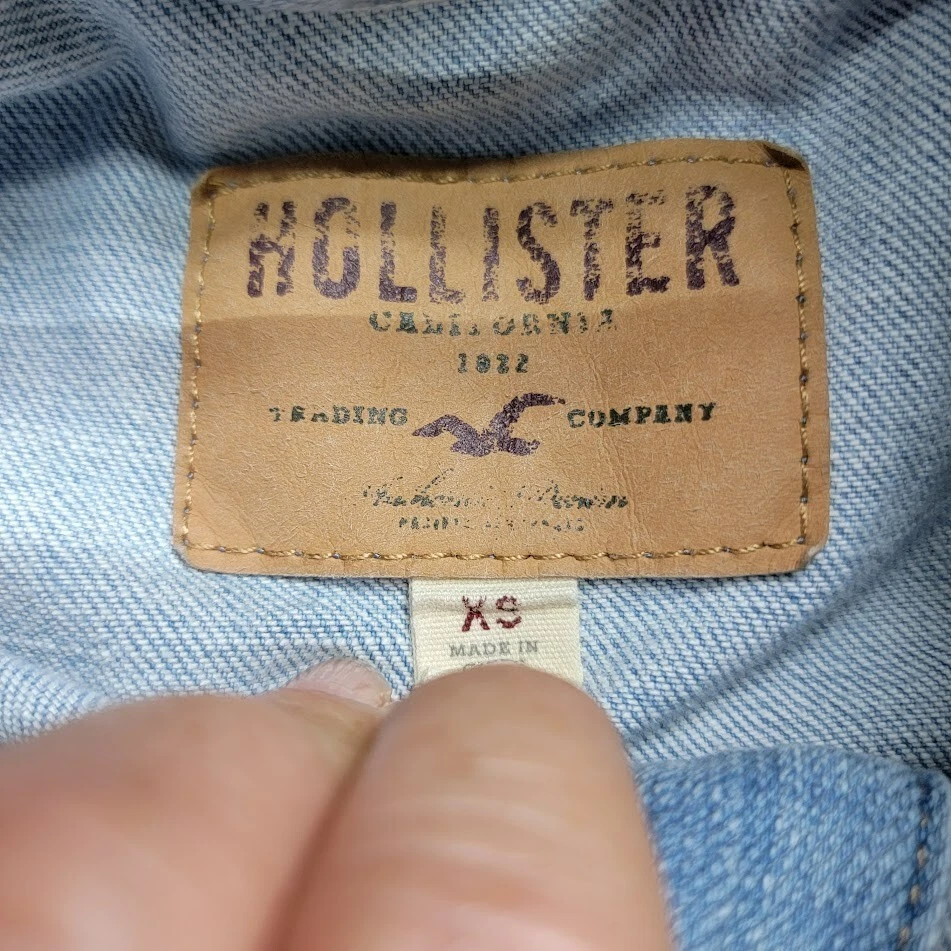 HOLLISTER
CALIFORNIA
1922
TRADING COMPANY
XS
MADE IN